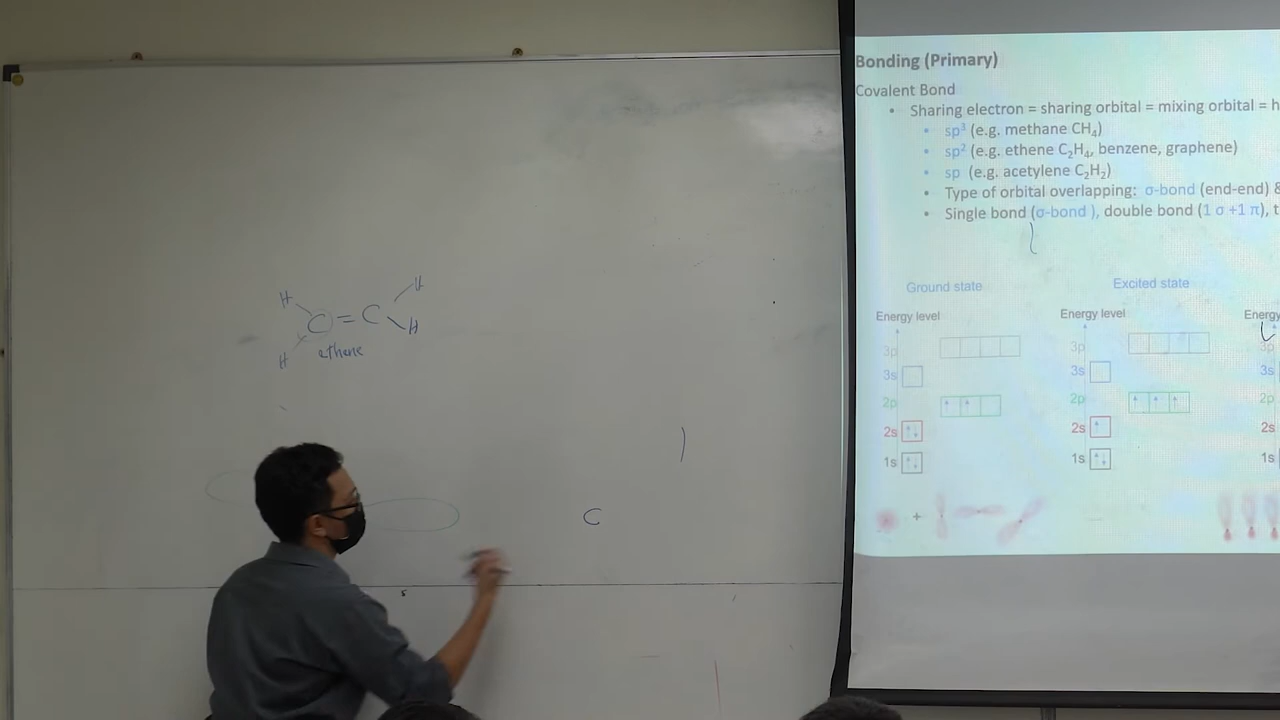 H H
C = C
H H
ethene
C
Bonding (Primary)
Covalent Bond
• Sharing electron = sharing orbital = mixing orbital = h
• sp³ (e.g. methane CH₄)
• sp² (e.g. ethene C₂H₄, benzene, graphene)
• sp (e.g. acetylene C₂H₂)
• Type of orbital overlapping: σ-bond (end-end) &
• Single bond (σ-bond ), double bond (1 σ +1 π), t
Ground state Excited state
Energy level Energy level Energy
3p 3p 3p
3s 3s 3s
2p 2p 2p
2s 2s 2s
1s 1s 1s
+